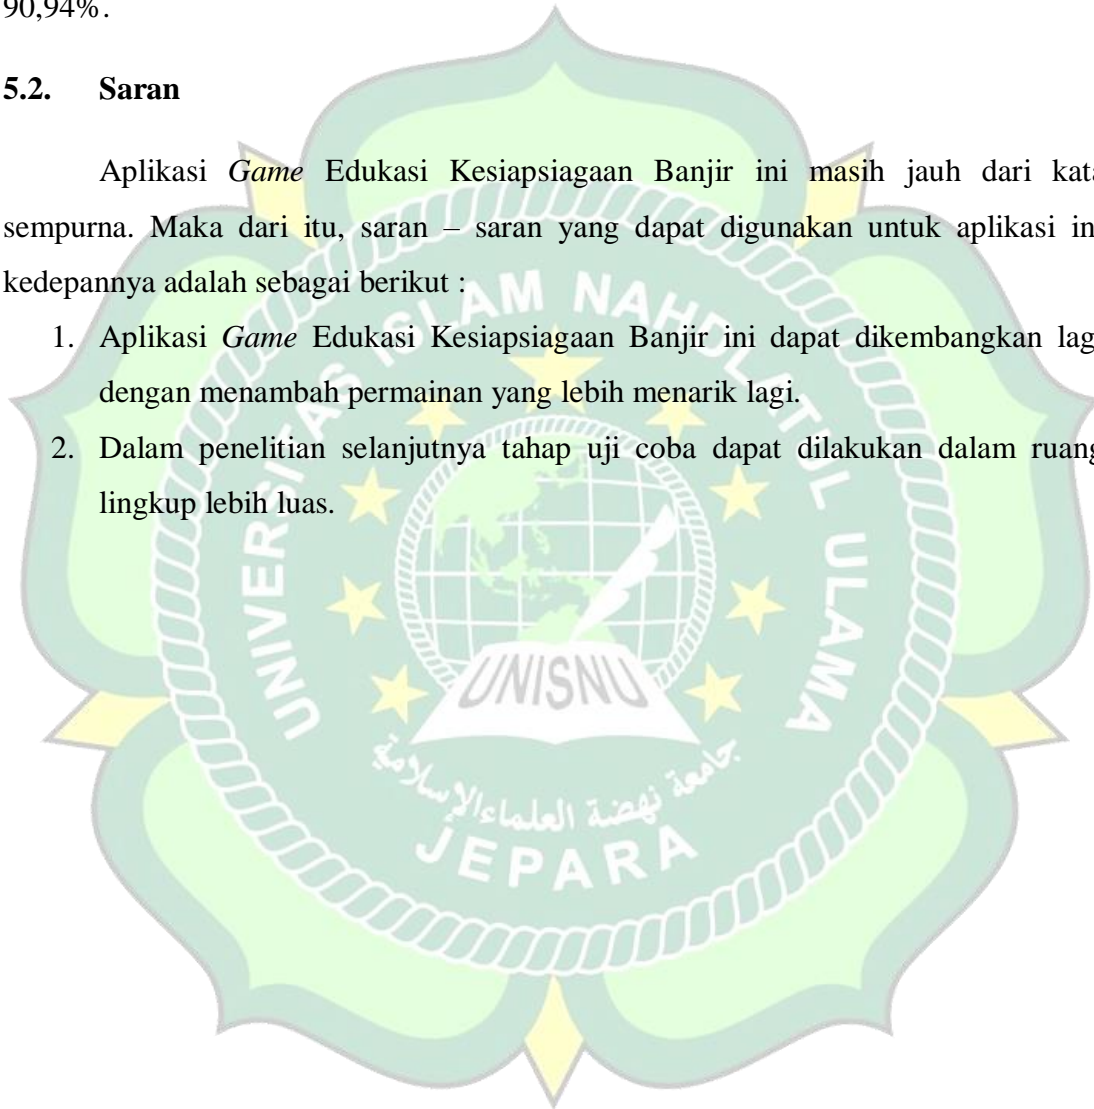 90,94%.
5.2. Saran
Aplikasi Game Edukasi Kesiapsiagaan Banjir ini masih jauh dari kata
sempurna. Maka dari itu, saran – saran yang dapat digunakan untuk aplikasi in
kedepannya adalah sebagai berikut :
1. Aplikasi Game Edukasi Kesiapsiagaan Banjir ini dapat dikembangkan lag
dengan menambah permainan yang lebih menarik lagi.
2. Dalam penelitian selanjutnya tahap uji coba dapat dilakukan dalam ruang
lingkup lebih luas.
UNIVERSITAS ISLAM NAHDLATUL ULAMA
UNISNU
جامعة نهضة العلماء الإسلامية
JEPARA